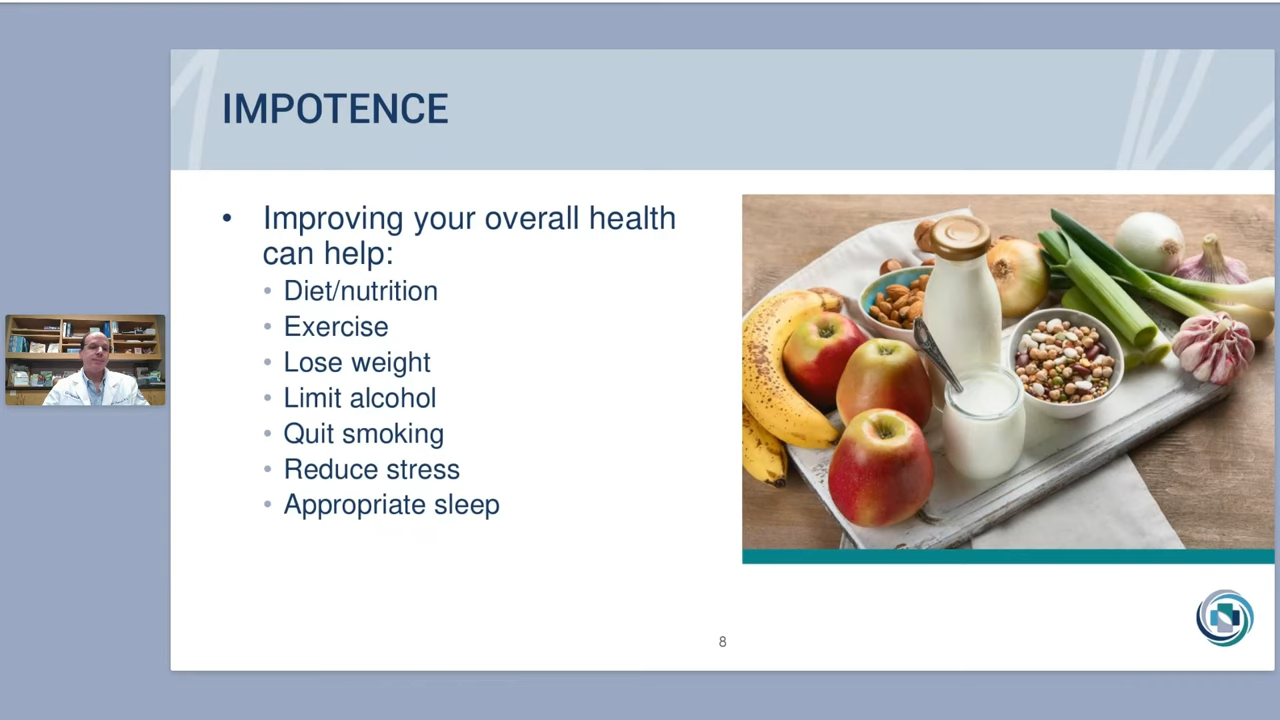 IMPOTENCE
• Improving your overall health
can help:
• Diet/nutrition
• Exercise
• Lose weight
• Limit alcohol
• Quit smoking
• Reduce stress
• Appropriate sleep
8